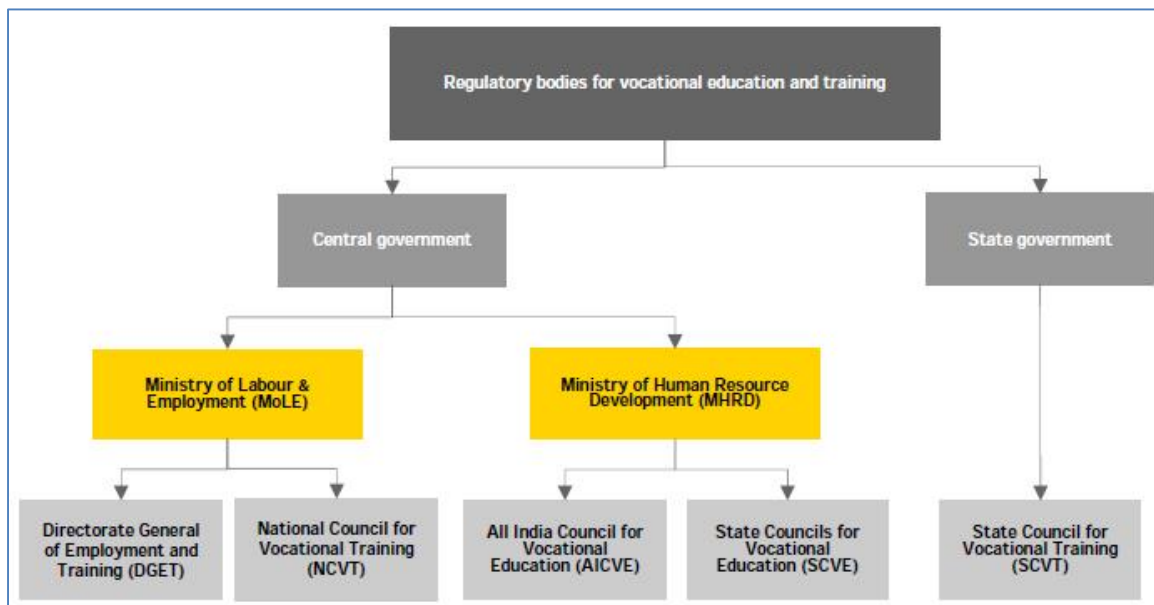 Regulatory bodies for vocational education and training
Central government
State government
Ministry of Labour &
Employment (MoLE)
Ministry of Human Resource
Development (MHRD)
Directorate General
of Employment and
Training (DGET)
National Council for
Vocational Training
(NCVT)
All India Council for
Vocational
Education (AICVE)
State Councils for
Vocational
Education (SCVE)
State Council for
Vocational Training
(SCVT)